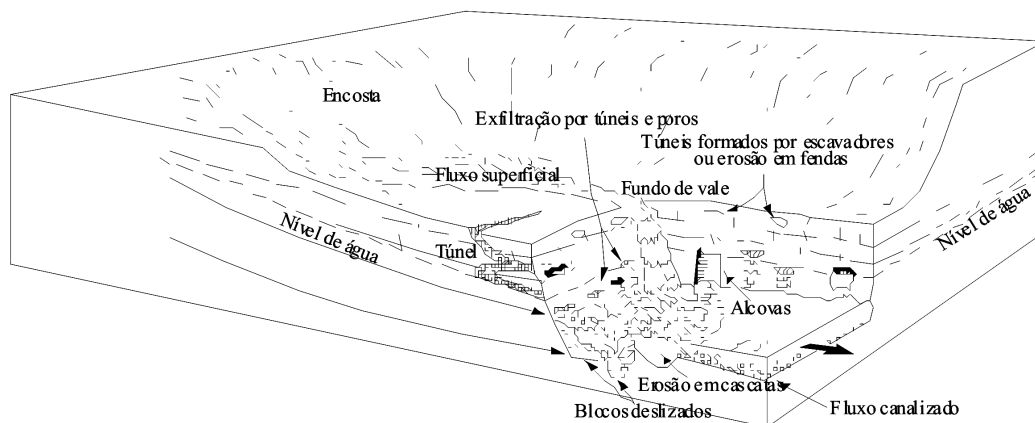 Encosta
Exfiltração por túneis e poros
Túneis formados por escavadores
ou erosão em fendas
Fluxo superficial
Fundo de vale
Nível de água
Nível de água
Túnel
Alcovas
Erosão em cascatas
Blocos deslizados
Fluxo canalizado